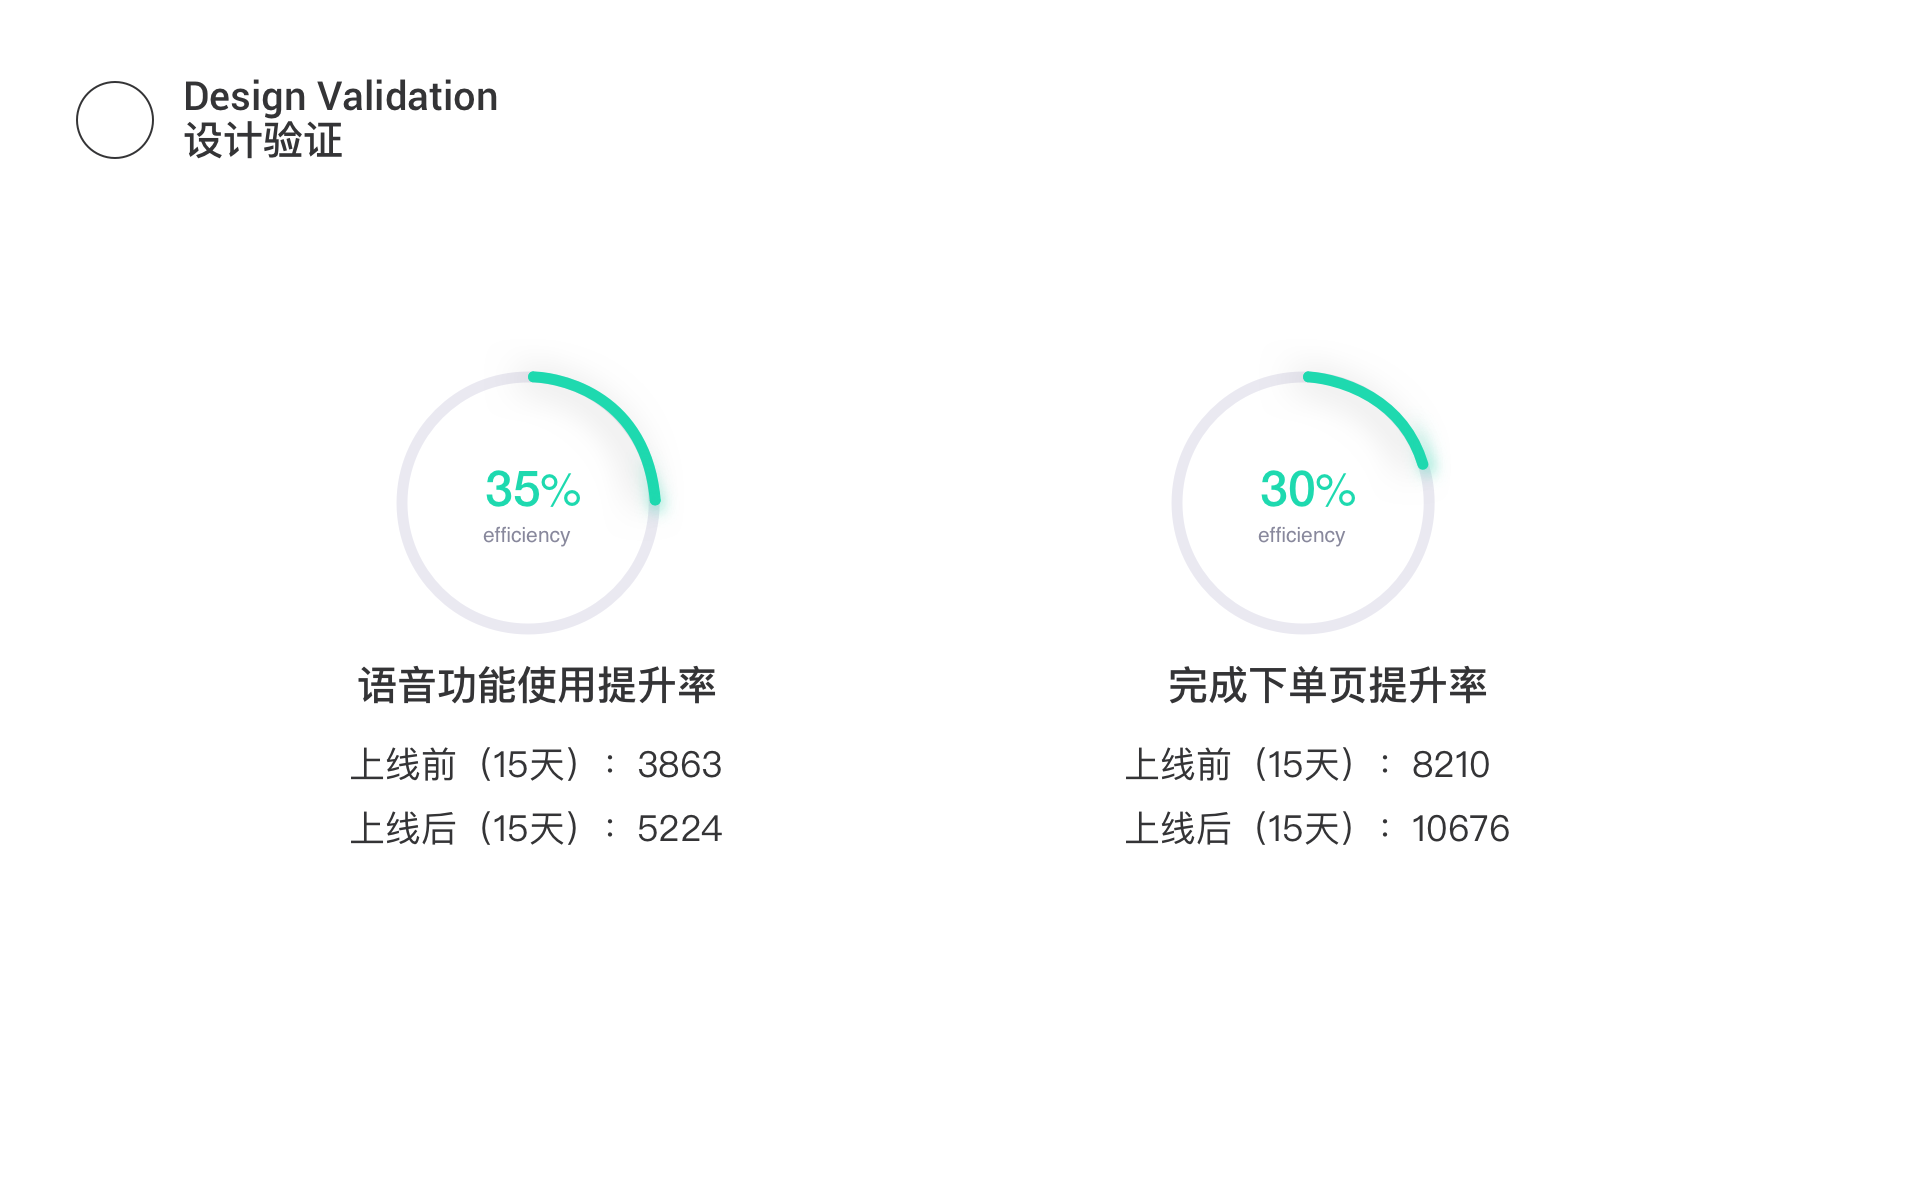 Design Validation
设计验证
35%
efficiency
语音功能使用提升率
上线前（15天）：3863
上线后（15天）：5224
30%
efficiency
完成下单页提升率
上线前（15天）：8210
上线后（15天）：10676